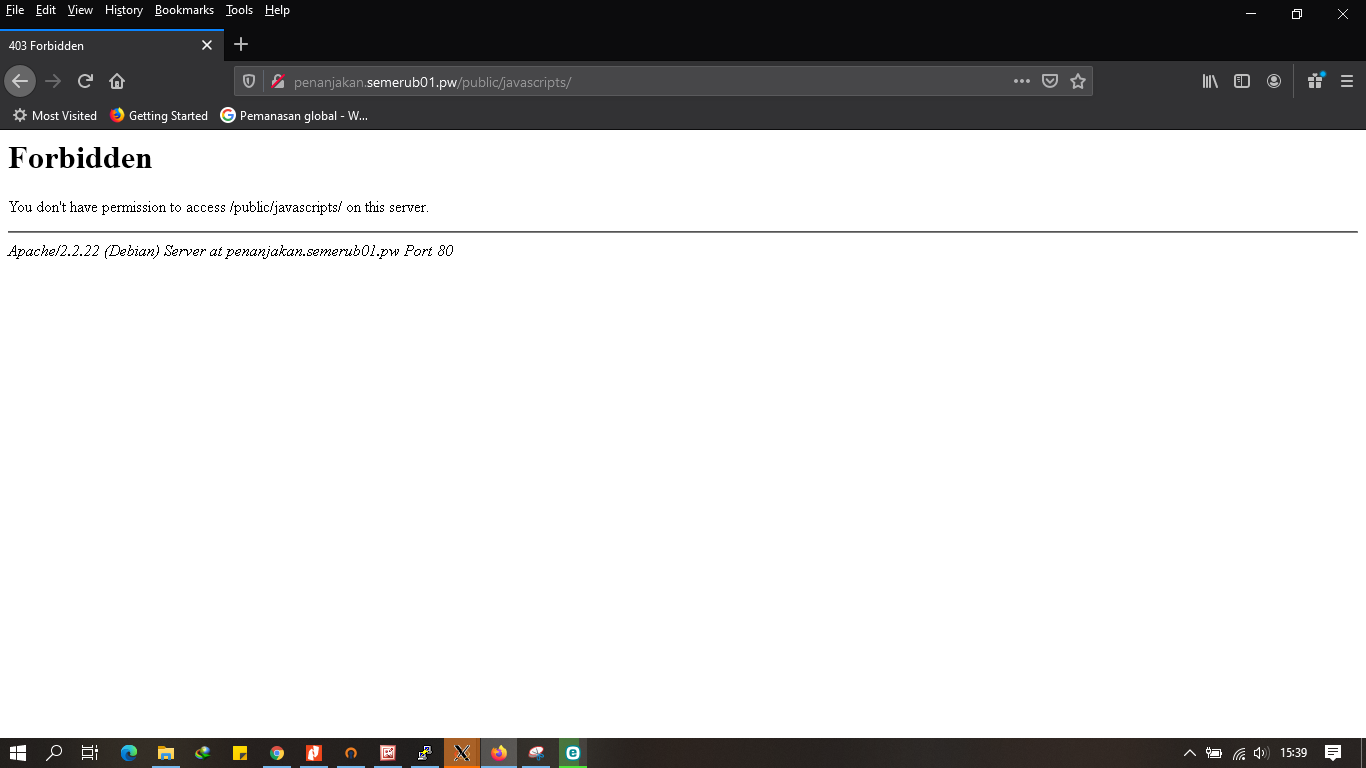 File Edit View History Bookmarks Tools Help
403 Forbidden
penanjakan.semerub01.pw/public/javascripts/
Most Visited Getting Started Pemanasan global - W...
Forbidden
You don't have permission to access /public/javascripts/ on this server.
Apache/2.2.22 (Debian) Server at penanjakan.semerub01.pw Port 80
15:39